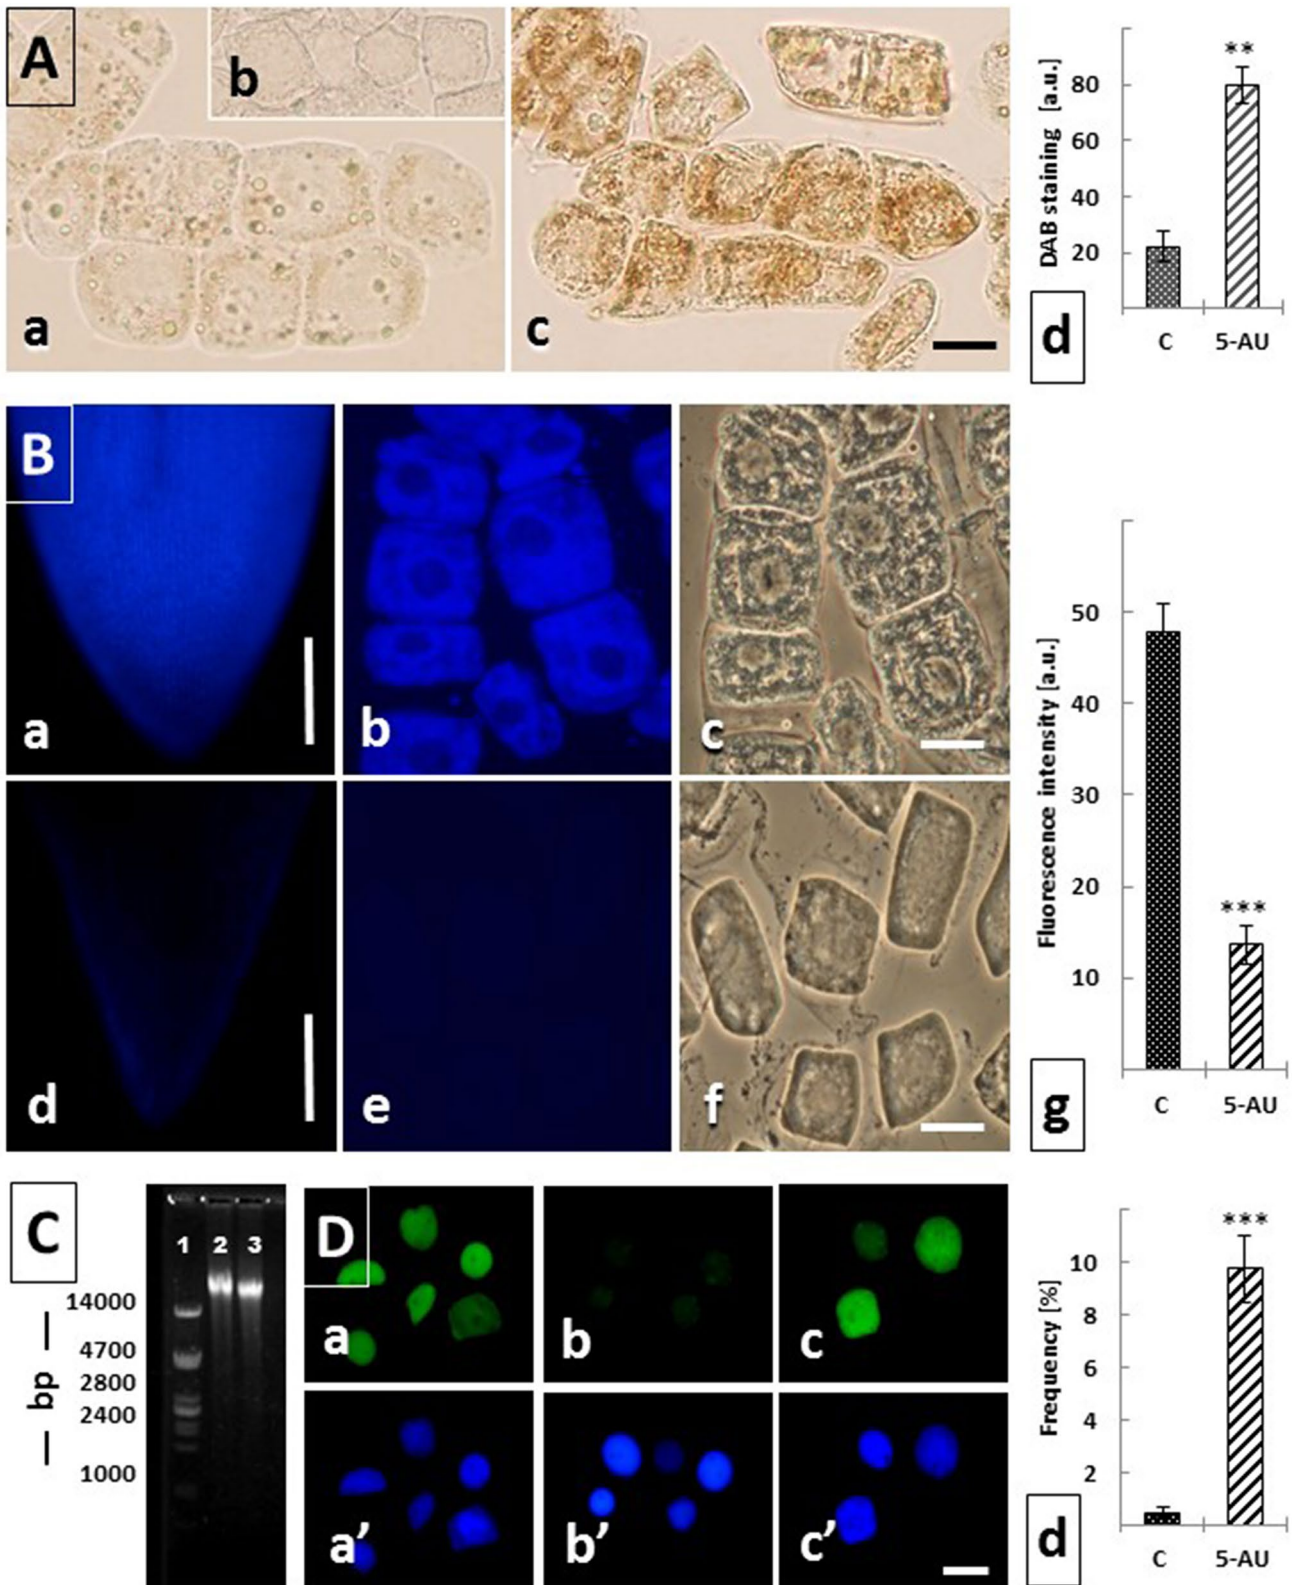 A
b
a
c
DAB staining [a.u.]
80
60
40
20
**
C 5-AU
d
B
a
b
c
d
e
f
Fluorescence intensity [a.u.]
50
40
30
20
10
***
C 5-AU
g
C
1 2 3
14000
4700
2800
2400
1000
— bp —
D
a
b
c
a’
b’
c’
Frequency [%]
10
8
6
4
2
***
C 5-AU
d